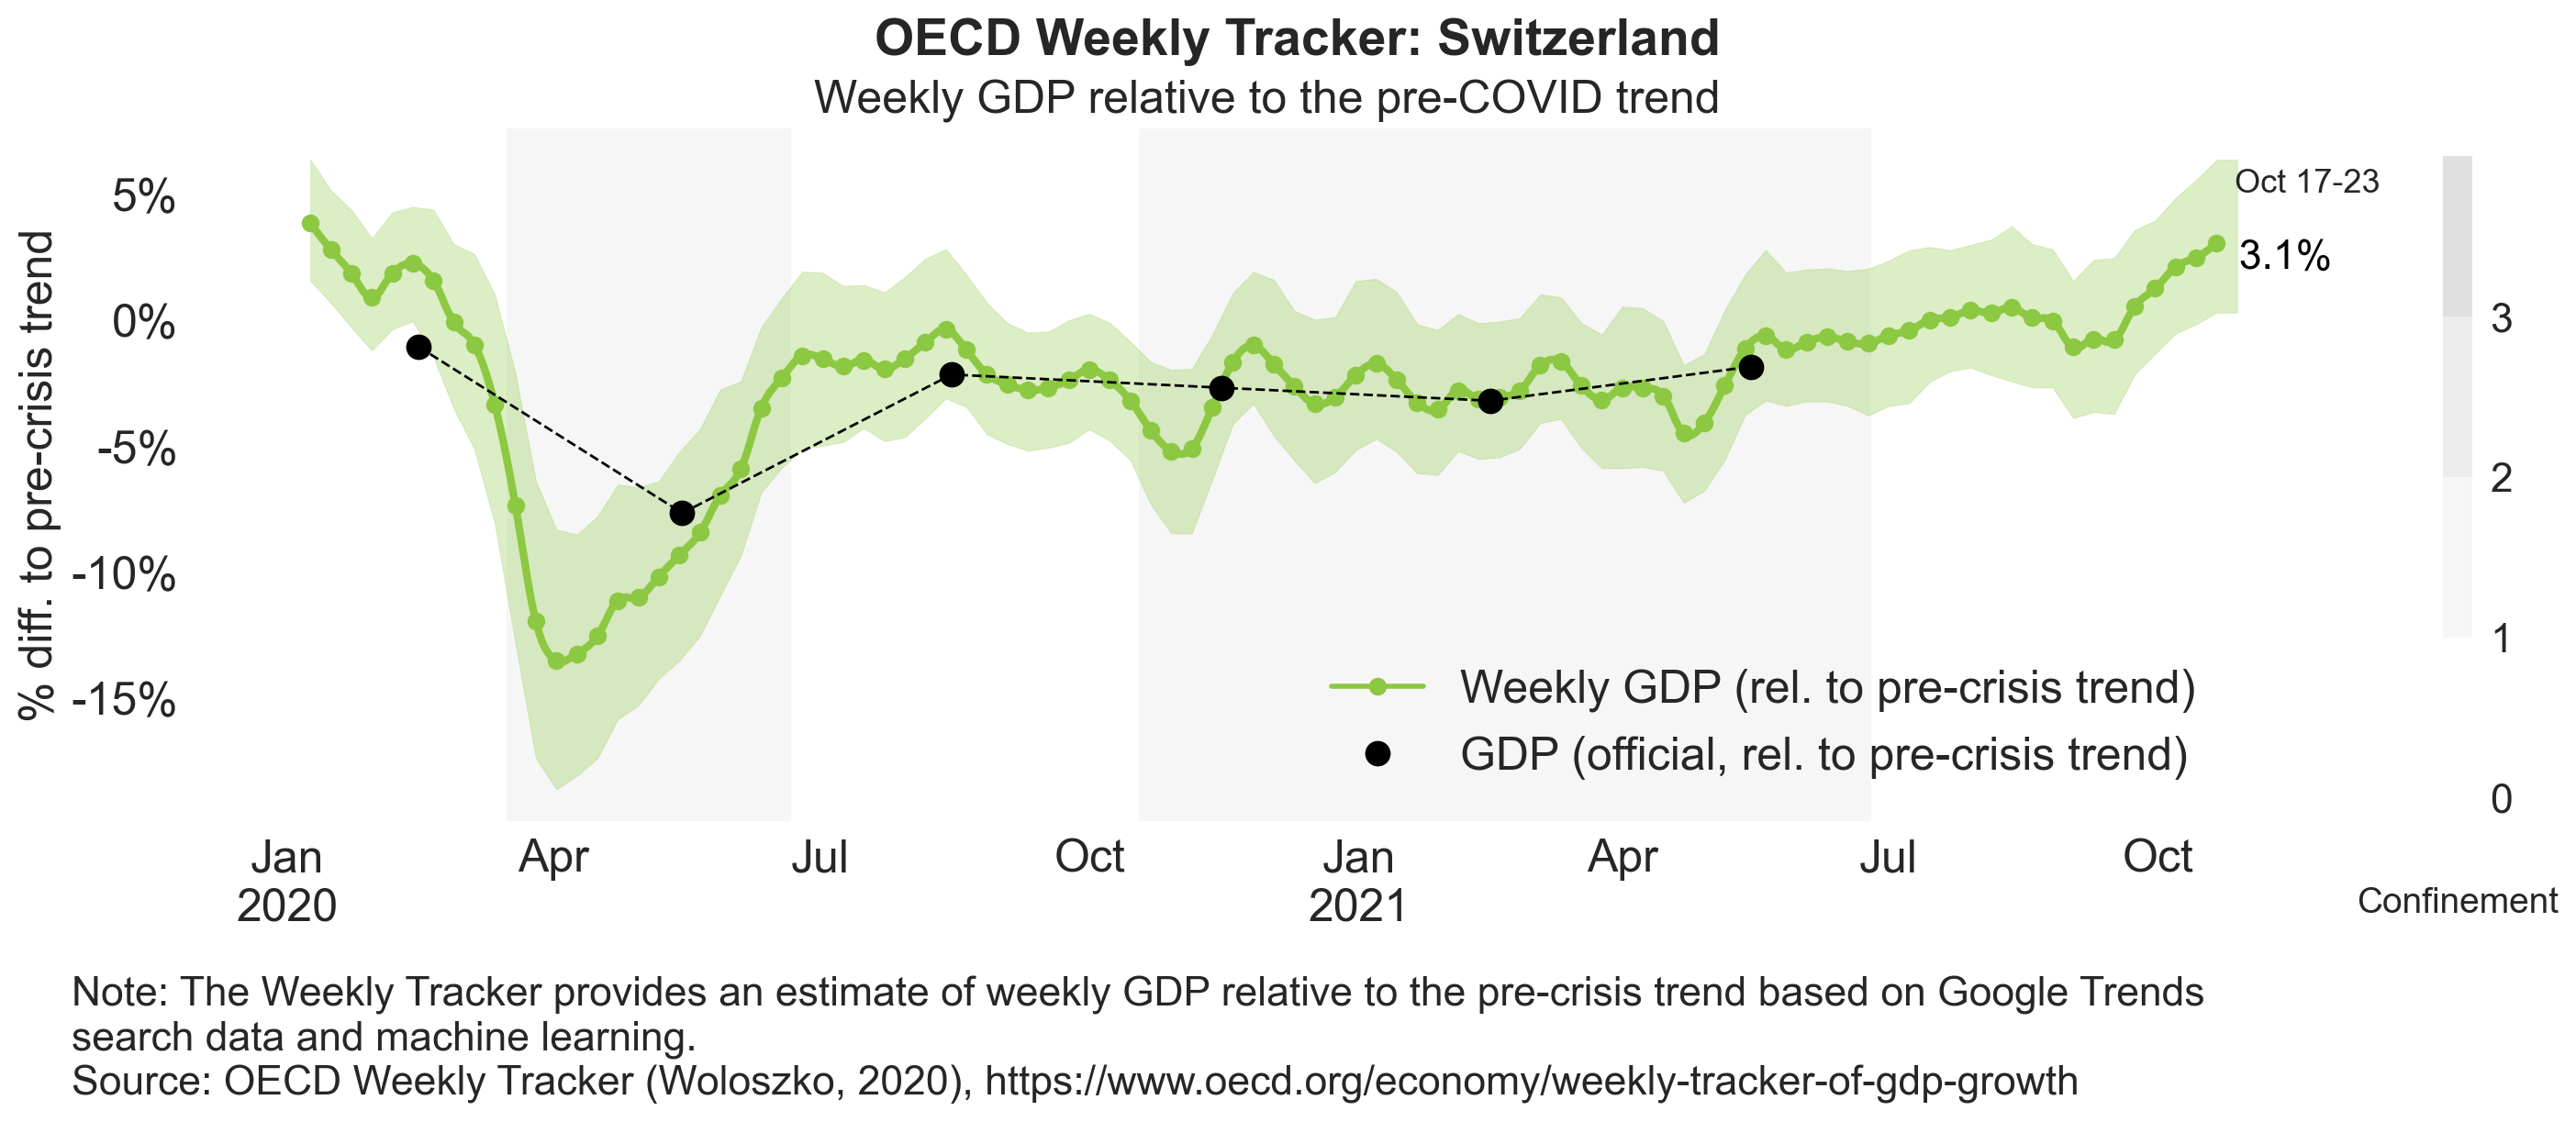 OECD Weekly Tracker: Switzerland
Weekly GDP relative to the pre-COVID trend
% diff. to pre-crisis trend
5%
0%
-5%
-10%
-15%
Oct 17-23
3.1%
3
2
1
0
Confinement
Weekly GDP (rel. to pre-crisis trend)
GDP (official, rel. to pre-crisis trend)
Jan Apr Jul Oct Jan Apr Jul Oct
2020 2021
Note: The Weekly Tracker provides an estimate of weekly GDP relative to the pre-crisis trend based on Google Trends
search data and machine learning.
Source: OECD Weekly Tracker (Woloszko, 2020), https://www.oecd.org/economy/weekly-tracker-of-gdp-growth